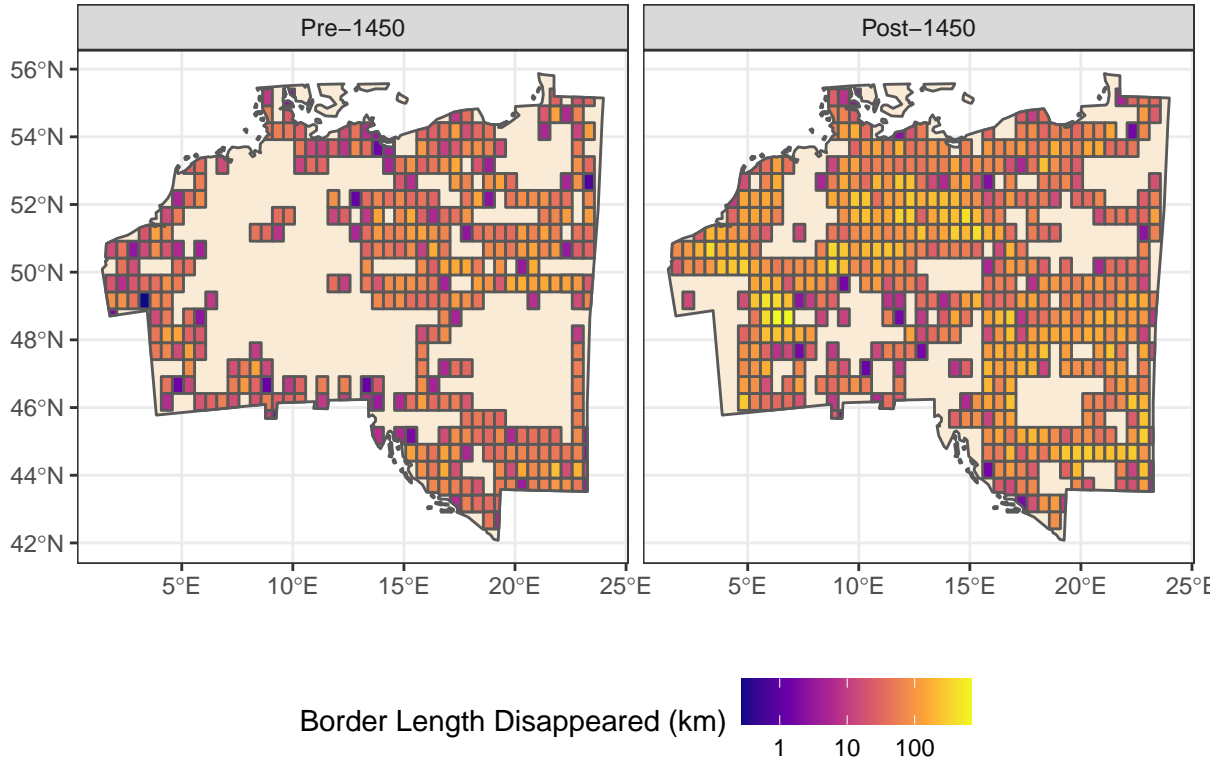 Pre−1450 Post−1450
56°N
54°N
52°N
50°N
48°N
46°N
44°N
42°N
5°E 10°E 15°E 20°E 25°E 5°E 10°E 15°E 20°E 25°E
Border Length Disappeared (km)
1 10 100